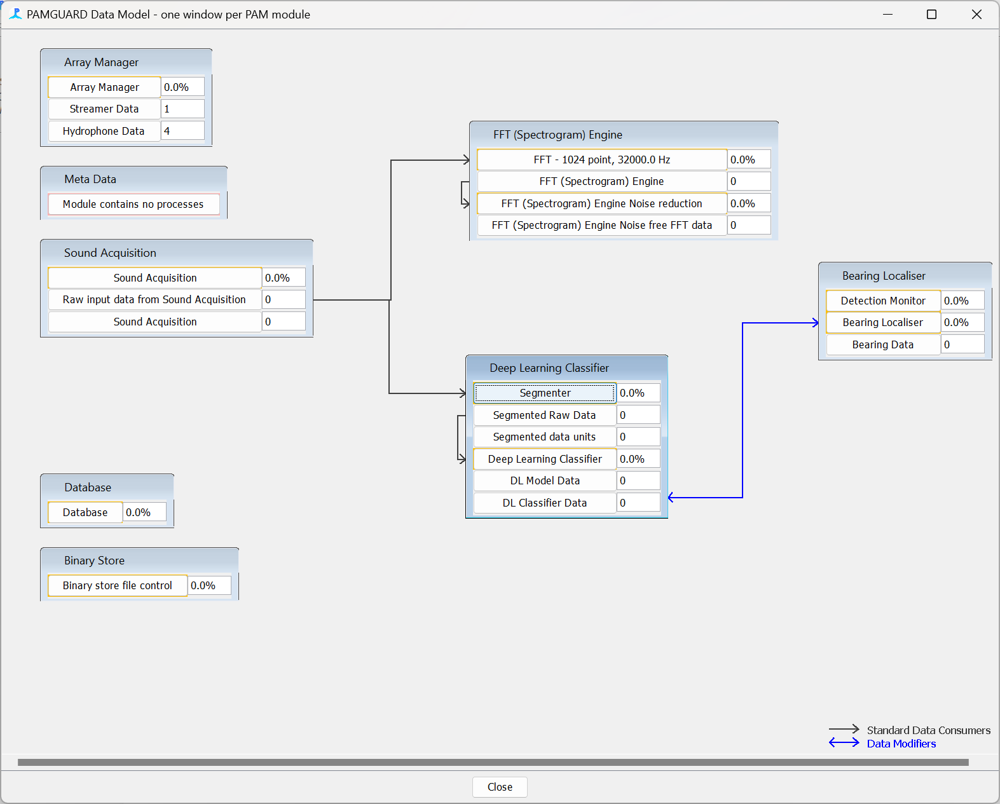 PAMGUARD Data Model - one window per PAM module
Array Manager
Array Manager 0.0%
Streamer Data 1
Hydrophone Data 4
Meta Data
Module contains no processes
Sound Acquisition
Sound Acquisition 0.0%
Raw input data from Sound Acquisition 0
Sound Acquisition 0
Database
Database 0.0%
Binary Store
Binary store file control 0.0%
FFT (Spectrogram) Engine
FFT - 1024 point, 32000.0 Hz 0.0%
FFT (Spectrogram) Engine 0
FFT (Spectrogram) Engine Noise reduction 0.0%
FFT (Spectrogram) Engine Noise free FFT data 0
Deep Learning Classifier
Segmenter 0.0%
Segmented Raw Data 0
Segmented data units 0
Deep Learning Classifier 0.0%
DL Model Data 0
DL Classifier Data 0
Bearing Localiser
Detection Monitor 0.0%
Bearing Localiser 0.0%
Bearing Data 0
Standard Data Consumers
Data Modifiers
Close